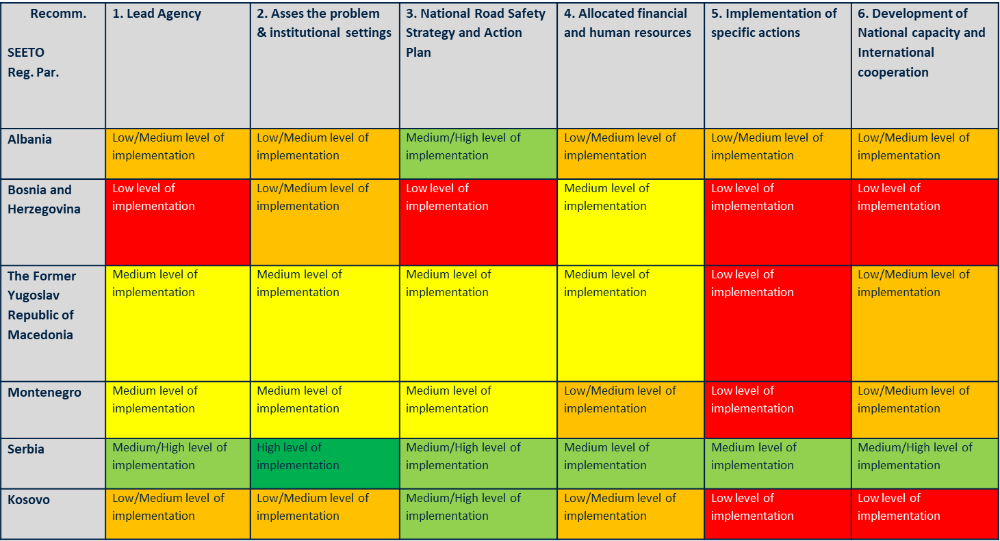 Recomm.
SEETO
Reg. Par.
1. Lead Agency
2. Asses the problem
& institutional settings
3. National Road Safety
Strategy and Action
Plan
4. Allocated financial
and human resources
5. Implementation of
specific actions
6. Development of
National capacity and
International
cooperation
Albania
Low/Medium level of
implementation
Low/Medium level of
implementation
Medium/High level of
implementation
Low/Medium level of
implementation
Low/Medium level of
implementation
Low/Medium level of
implementation
Bosnia and
Herzegovina
Low level of
implementation
Low/Medium level of
implementation
Low level of
implementation
Medium level of
implementation
Low level of
implementation
Low level of
implementation
The Former
Yugoslav
Republic of
Macedonia
Medium level of
implementation
Medium level of
implementation
Medium level of
implementation
Medium level of
implementation
Low level of
implementation
Low/Medium level of
implementation
Montenegro
Medium level of
implementation
Medium level of
implementation
Medium level of
implementation
Low/Medium level of
implementation
Low level of
implementation
Low/Medium level of
implementation
Serbia
Medium/High level of
implementation
High level of
implementation
Medium/High level of
implementation
Medium level of
implementation
Medium level of
implementation
Medium/High level of
implementation
Kosovo
Low/Medium level of
implementation
Low/Medium level of
implementation
Medium/High level of
implementation
Low/Medium level of
implementation
Low level of
implementation
Low level of
implementation